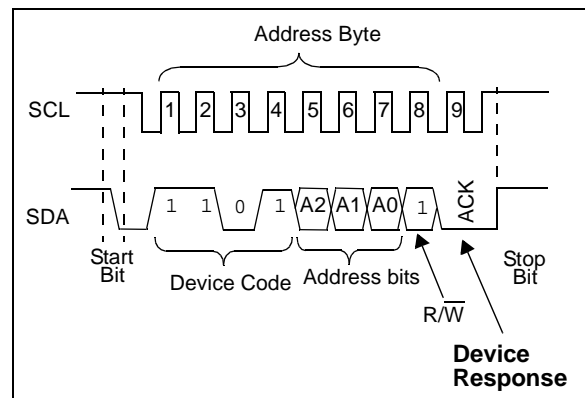 Address Byte
SCL 1 2 3 4 5 6 7 8 9
SDA 1 1 0 1 A2 A1 A0 1 ACK
Start
Bit
Device Code
Address bits
Stop
Bit
R/W̅
Device
Response